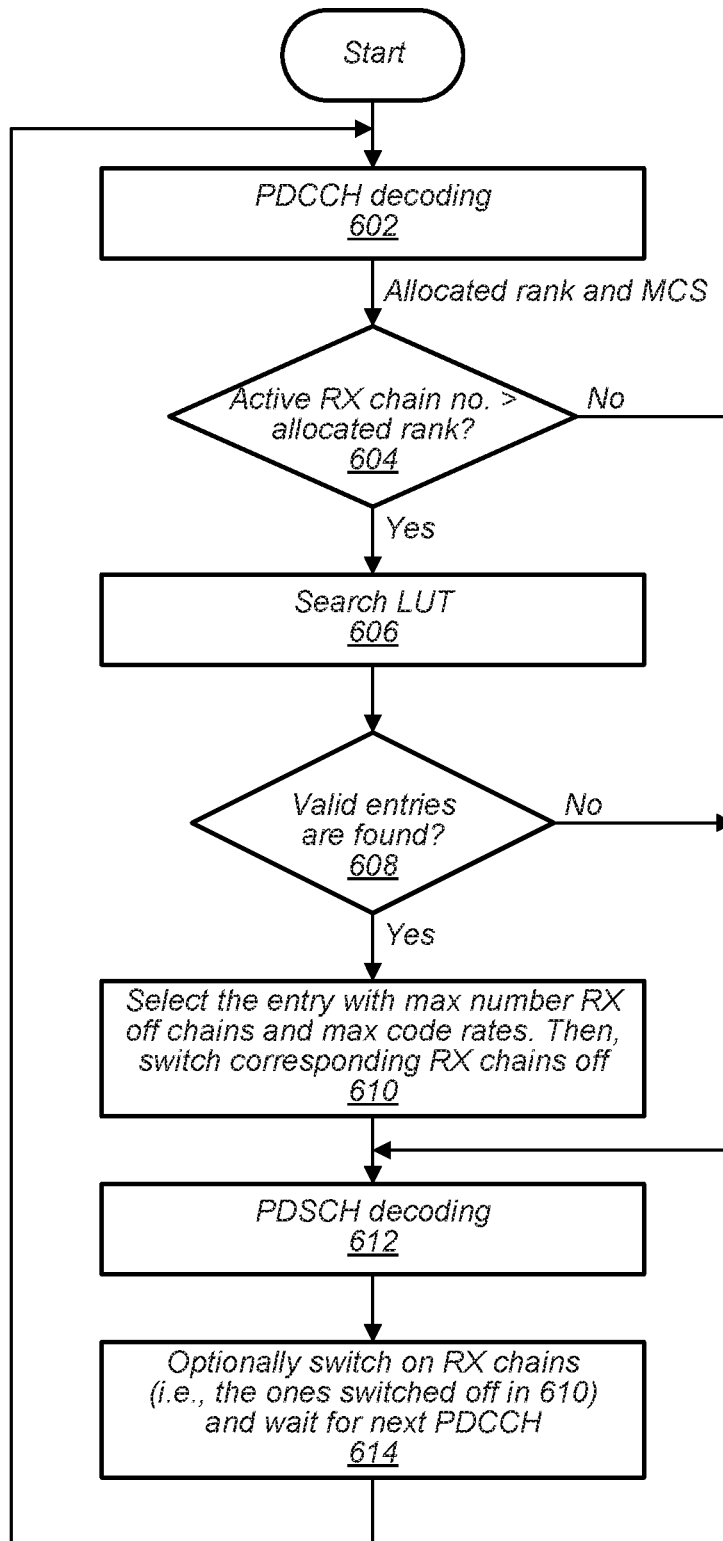 Start
PDCCH decoding
602
Allocated rank and MCS
Active RX chain no. >
allocated rank?
604
No
Yes
Search LUT
606
Valid entries
are found?
608
No
Yes
Select the entry with max number RX
off chains and max code rates. Then,
switch corresponding RX chains off
610
PDSCH decoding
612
Optionally switch on RX chains
(i.e., the ones switched off in 610)
and wait for next PDCCH
614